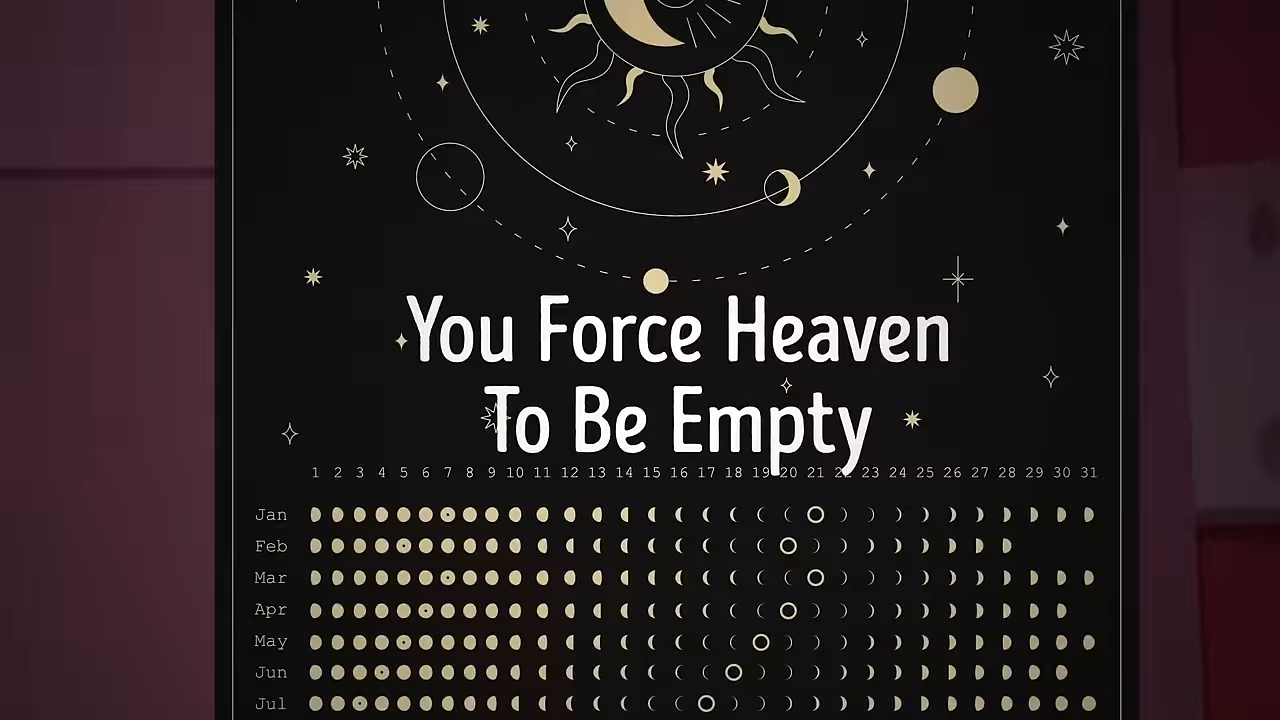 You Force Heaven
To Be Empty
1 2 3 4 5 6 7 8 9 10 11 12 13 14 15 16 17 18 19 20 21 22 23 24 25 26 27 28 29 30 31
Jan
Feb
Mar
Apr
May
Jun
Jul